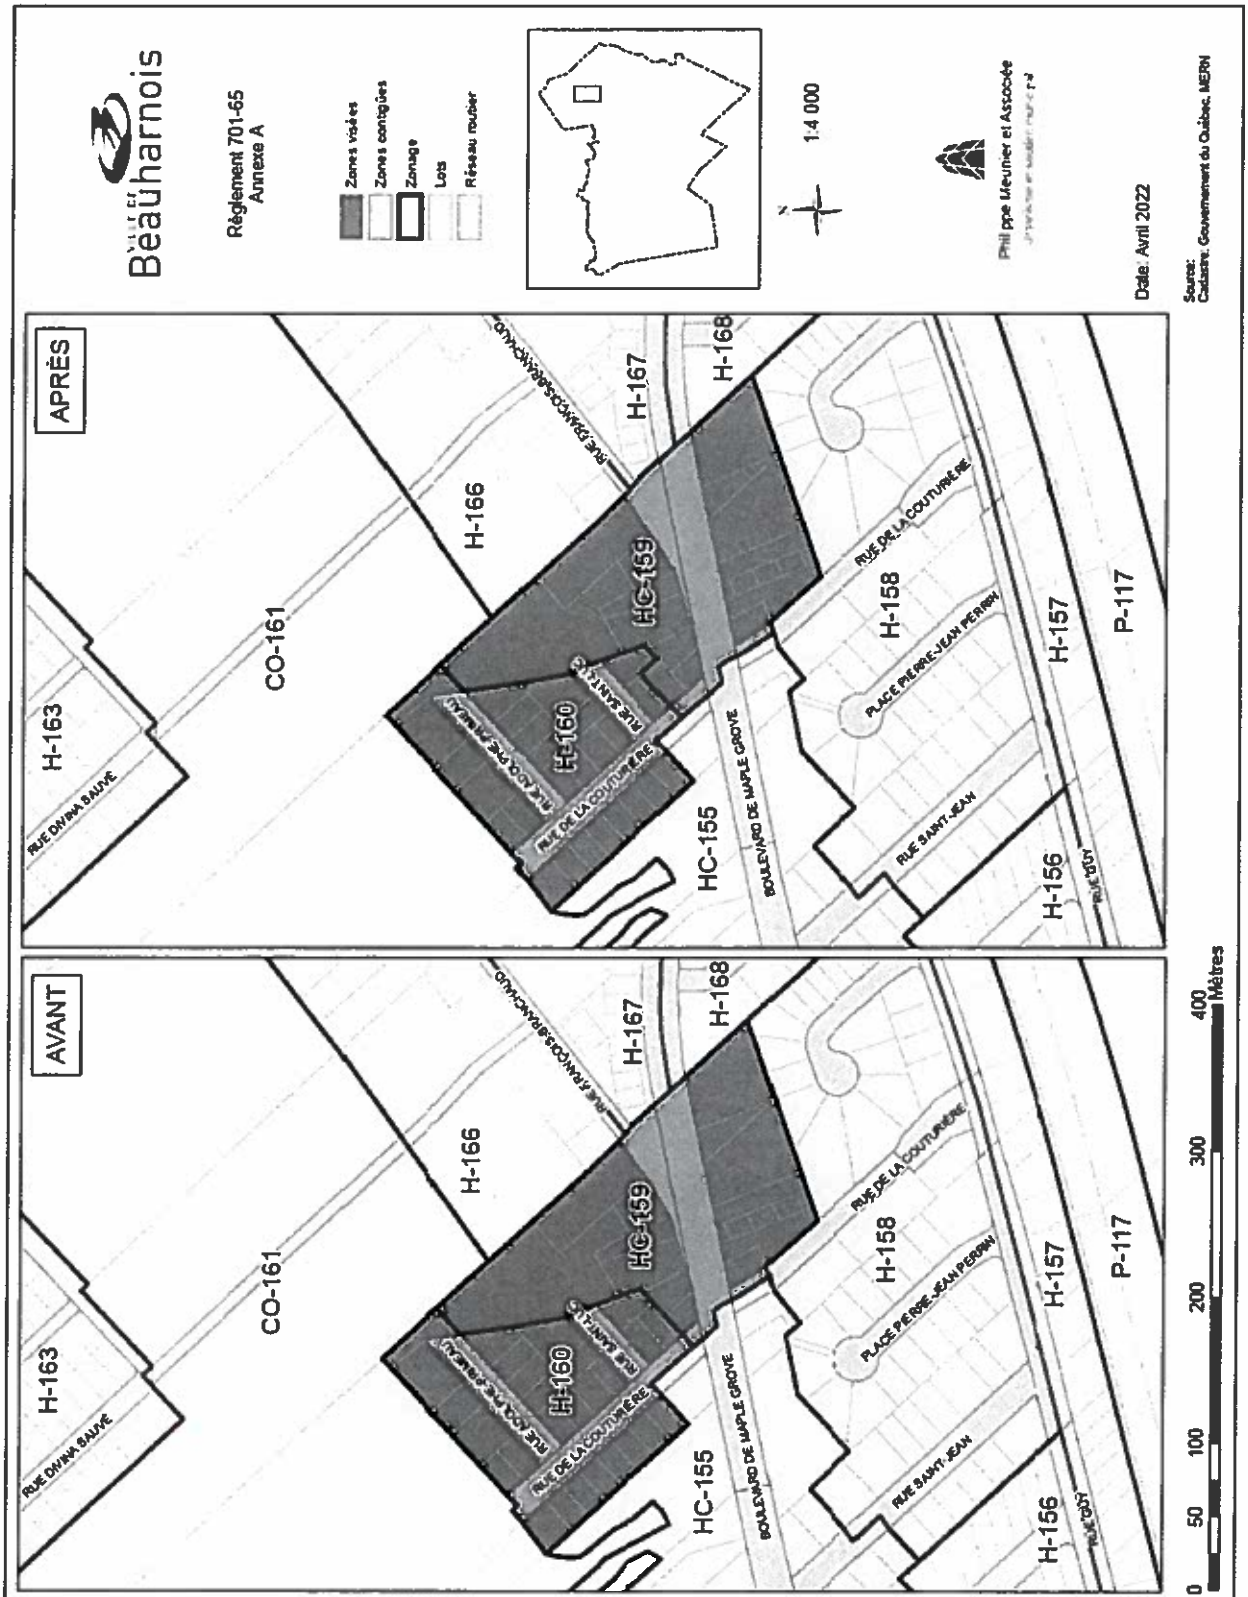 AVANT
H-163
RUE DIVINA SAUVÉ
CO-161
H-166
RUE FRANÇOIS-BRANCHAUD
H-167
H-168
HC-159
H-160
RUE ADOLPHE-PRIMEAU
RUE SAINT-LUC
RUE DE LA COUTURIÈRE
HC-155
BOULEVARD DE MAPLE GROVE
RUE DE LA COUTURIÈRE
H-158
PLACE PIERRE-JEAN PERRIN
RUE SAINT-JEAN
H-156
RUE GUY
H-157
P-117
APRÈS
H-163
RUE DIVINA SAUVÉ
CO-161
H-166
RUE FRANÇOIS-BRANCHAUD
H-167
H-168
HC-159
H-160
RUE ADOLPHE-PRIMEAU
RUE SAINT-LUC
RUE DE LA COUTURIÈRE
HC-155
BOULEVARD DE MAPLE GROVE
RUE DE LA COUTURIÈRE
H-158
PLACE PIERRE-JEAN PERRIN
RUE SAINT-JEAN
H-156
RUE GUY
H-157
P-117
0 50 100 200 300 400
Mètres
VILLE DE
Beauharnois
Règlement 701-65
Annexe A
Zones visées
Zones contigües
Zonage
Lots
Réseau routier
N
1:4 000
Philippe Meunier et Associée
Date: Avril 2022
Source:
Cadastre: Gouvernement du Québec, MERN